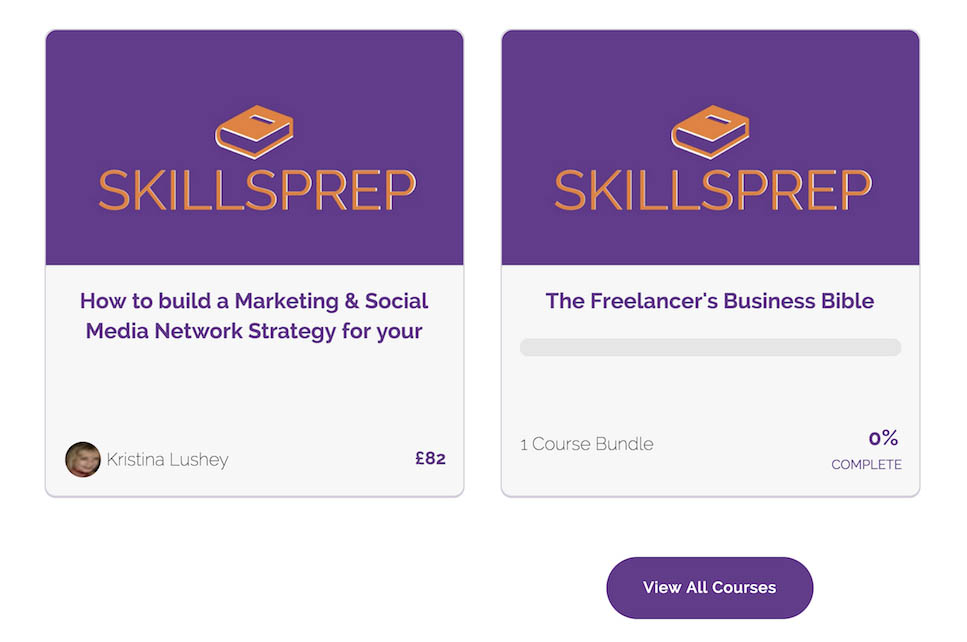 SKILLSPREP
How to build a Marketing & Social
Media Network Strategy for your
Kristina Lushey
£82
SKILLSPREP
The Freelancer's Business Bible
1 Course Bundle
0%
COMPLETE
View All Courses